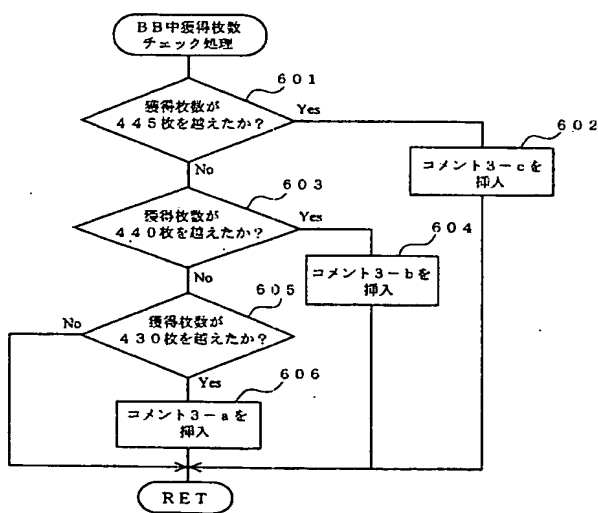 BB中獲得枚数
チェック処理
601
獲得枚数が
445枚を越えたか?
Yes
602
コメント3-cを
挿入
No
603
獲得枚数が
440枚を越えたか?
Yes
604
コメント3-bを
挿入
No
605
獲得枚数が
430枚を越えたか?
No
Yes
606
コメント3-aを
挿入
RET